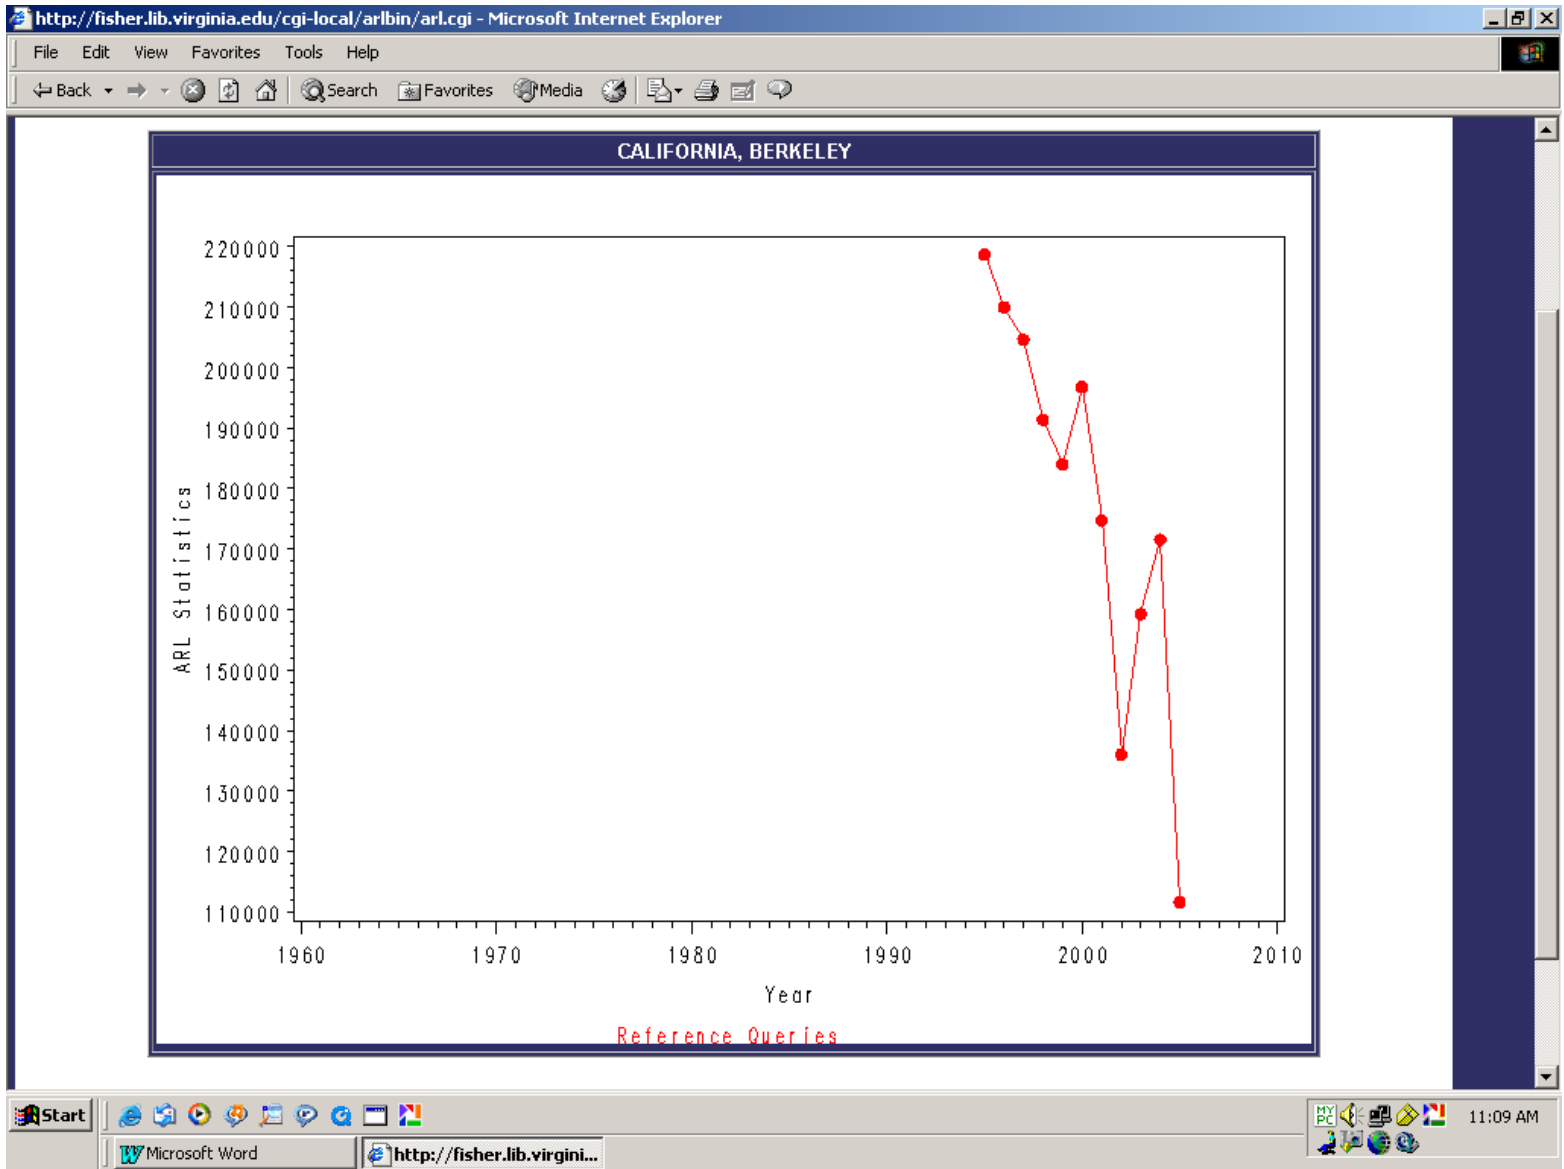 http://fisher.lib.virginia.edu/cgi-local/arlbin/arl.cgi - Microsoft Internet Explorer
File Edit View Favorites Tools Help
Back Search Favorites Media
CALIFORNIA, BERKELEY
220000
210000
200000
190000
180000
170000
160000
150000
140000
130000
120000
110000
ARL Statistics
1960 1970 1980 1990 2000 2010
Year
Reference Queries
Start
MY PC
11:09 AM
Microsoft Word
http://fisher.lib.virgini...